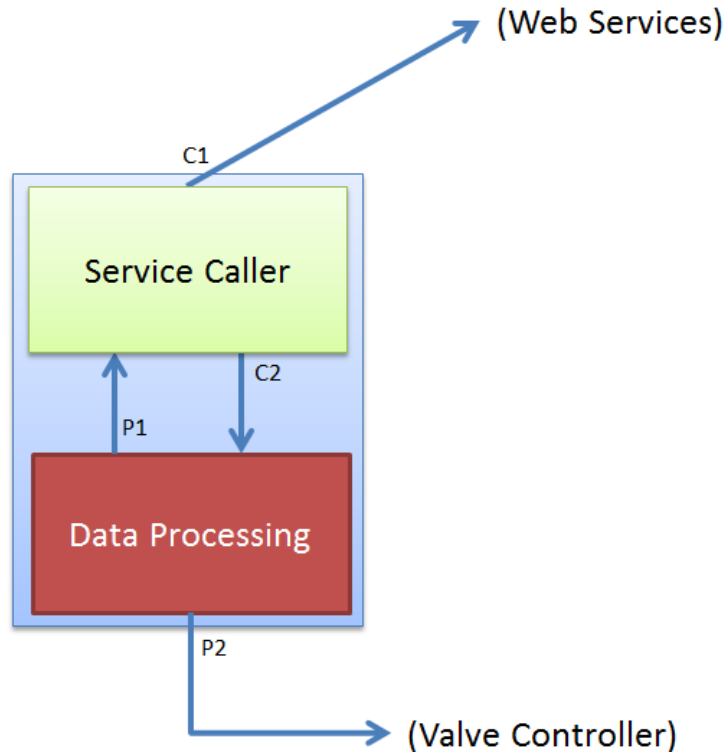 (Web Services)
C1
Service Caller
C2
P1
Data Processing
P2
(Valve Controller)